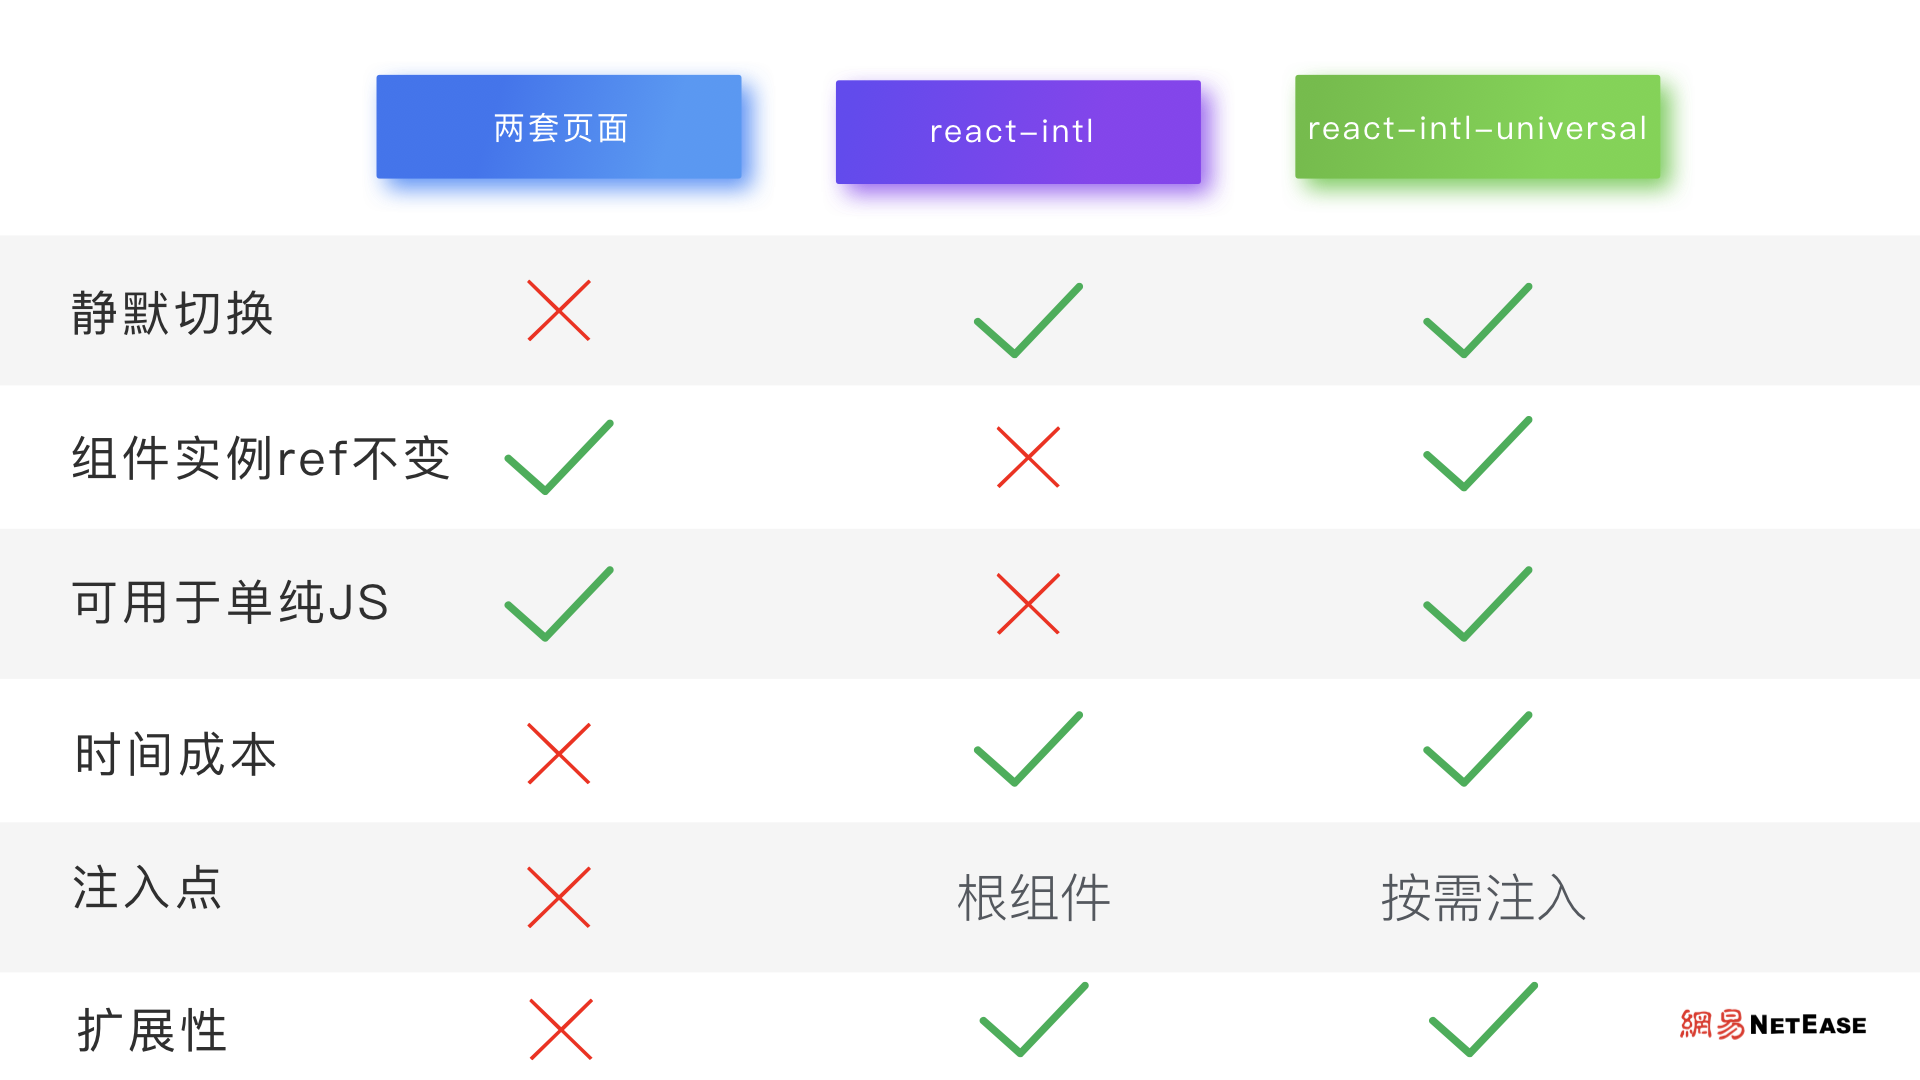 两套页面
react-intl
react-intl-universal
静默切换
组件实例ref不变
可用于单纯JS
时间成本
注入点
根组件
按需注入
扩展性
網易 NETEASE